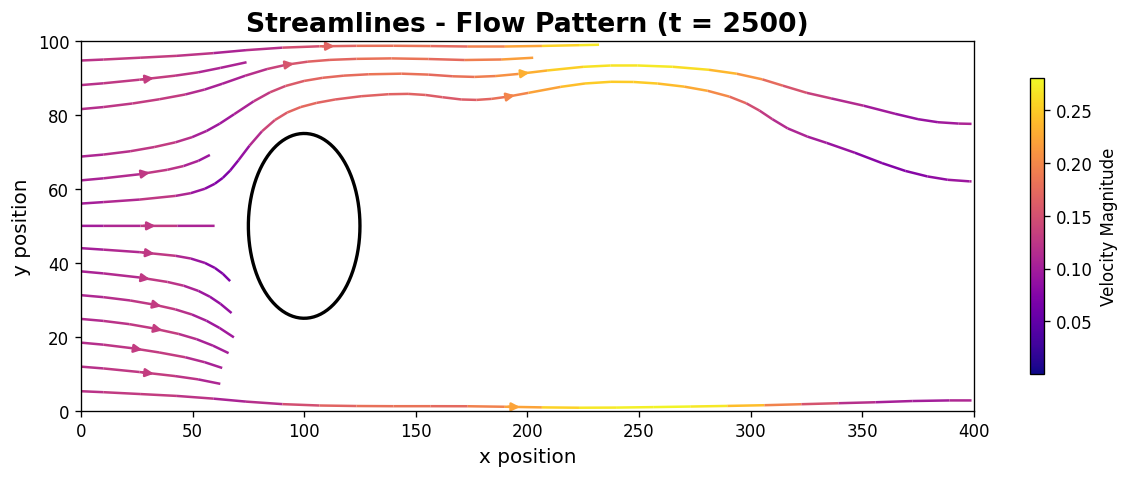 Streamlines - Flow Pattern (t = 2500)
100
80
60
40
20
0
y position
0 50 100 150 200 250 300 350 400
x position
0.25
0.20
0.15
0.10
0.05
Velocity Magnitude